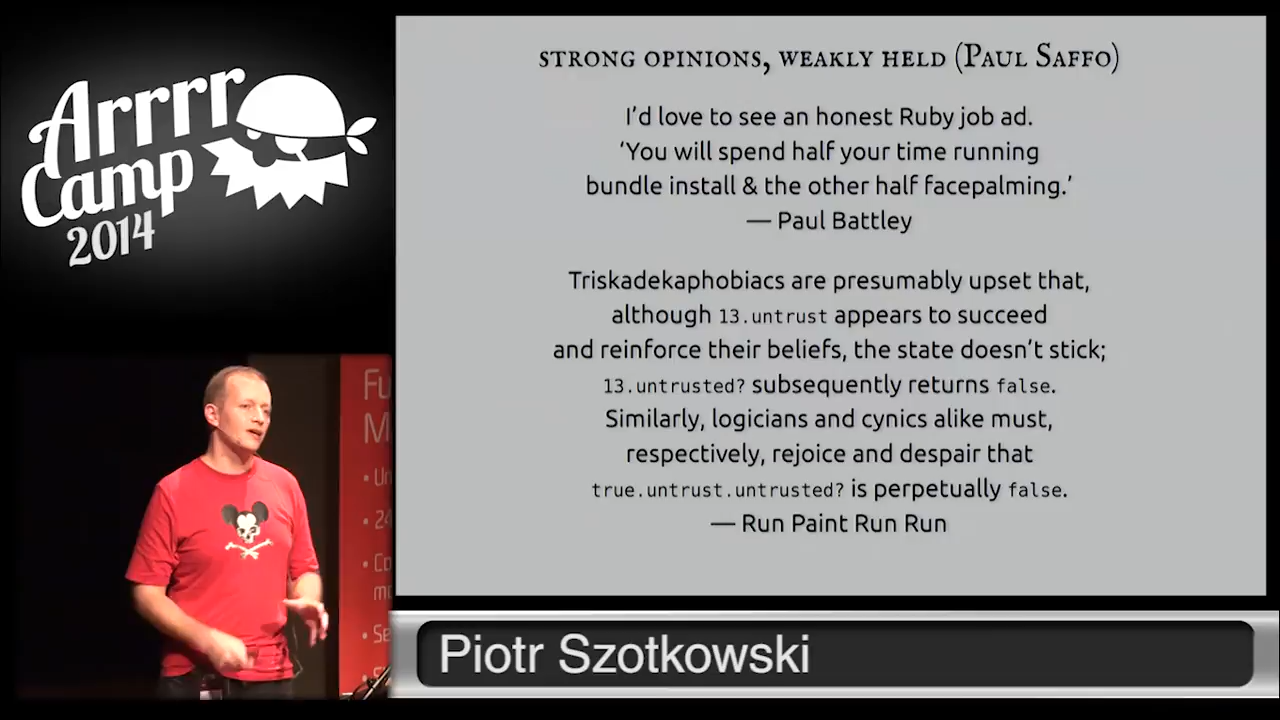 Arrrr
Camp
2014
STRONG OPINIONS, WEAKLY HELD (PAUL SAFFO)
I'd love to see an honest Ruby job ad.
‘You will spend half your time running
bundle install & the other half facepalming.’
— Paul Battley
Triskadekaphobiacs are presumably upset that,
although 13.untrust appears to succeed
and reinforce their beliefs, the state doesn't stick;
13.untrusted? subsequently returns false.
Similarly, logicians and cynics alike must,
respectively, rejoice and despair that
true.untrust.untrusted? is perpetually false.
— Run Paint Run Run
Piotr Szotkowski